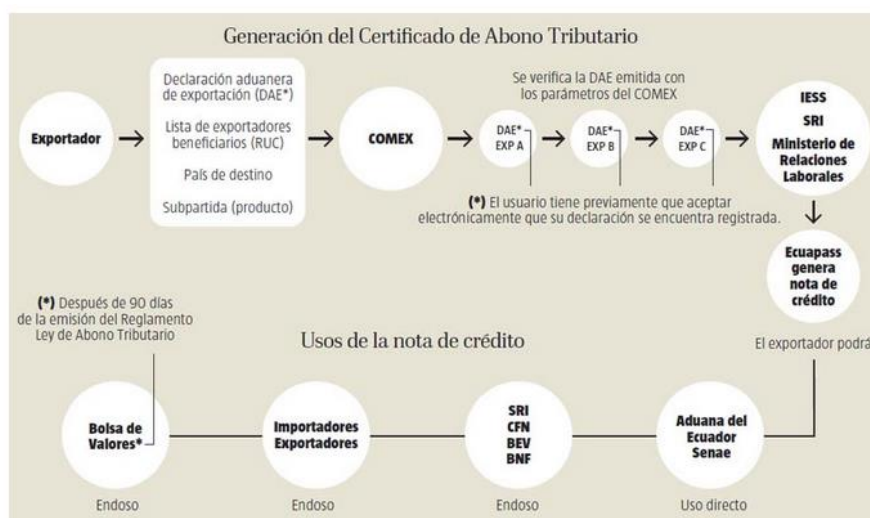 Generación del Certificado de Abono Tributario
Exportador
Declaración aduanera
de exportación (DAE*)
Lista de exportadores
beneficiarios (RUC)
País de destino
Subpartida (producto)
COMEX
Se verifica la DAE emitida con
los parámetros del COMEX
DAE*
EXP A
DAE*
EXP B
DAE*
EXP C
(*) El usuario tiene previamente que aceptar
electrónicamente que su declaración se encuentra registrada.
IESS
SRI
Ministerio de
Relaciones
Laborales
Ecuapass
genera
nota de
crédito
El exportador podrá
(*) Después de 90 días
de la emisión del Reglamento
Ley de Abono Tributario
Usos de la nota de crédito
Bolsa de
Valores*
Endoso
Importadores
Exportadores
Endoso
SRI
CFN
BEV
BNF
Endoso
Aduana del
Ecuador
Senae
Uso directo